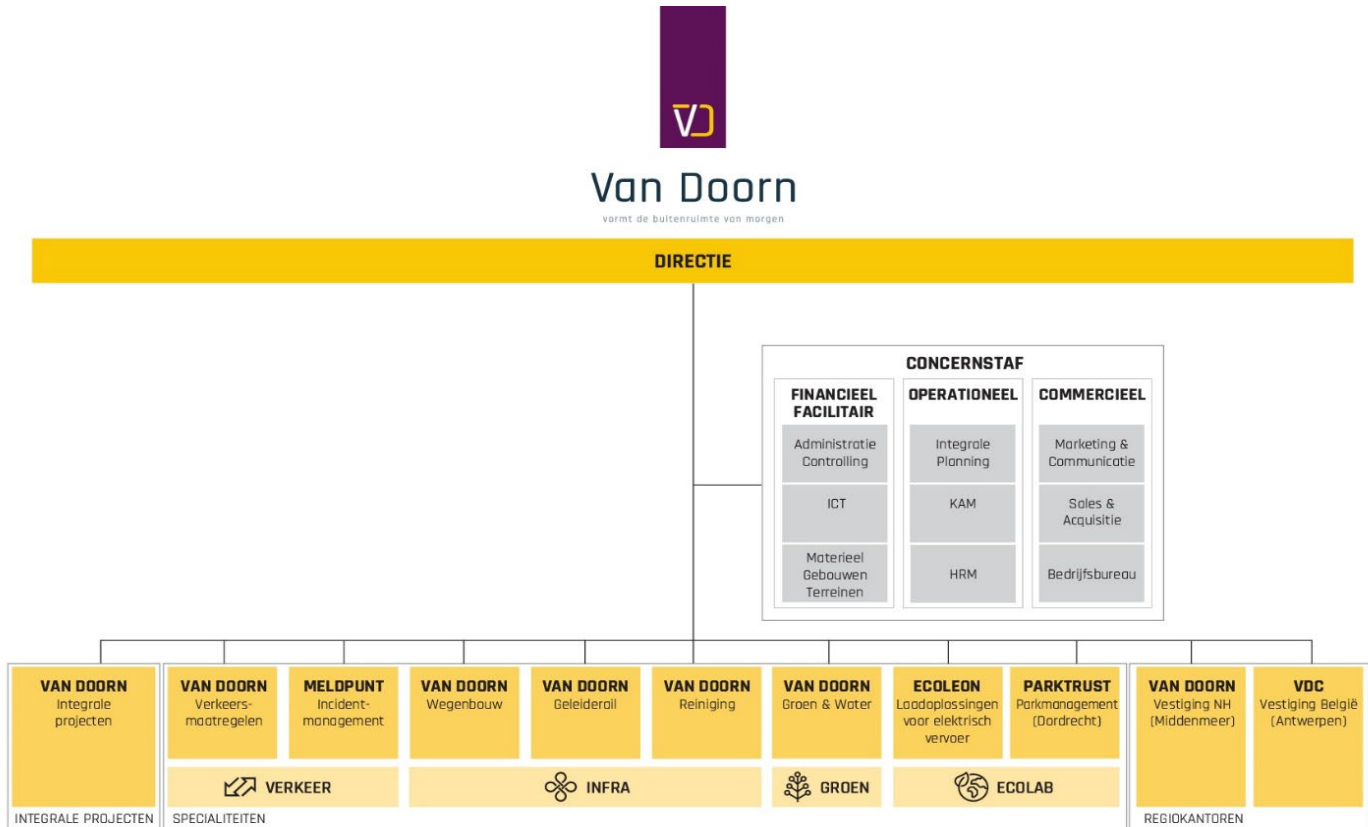 VD
Van Doorn
vormt de buitenruimte van morgen
DIRECTIE
CONCERNSTAF
FINANCIEEL
FACILITAIR
Administratie
Controlling
ICT
Materieel
Gebouwen
Terreinen
OPERATIONEEL
Integrale
Planning
KAM
HRM
COMMERCIEEL
Marketing &
Communicatie
Sales &
Acquisitie
Bedrijfsbureau
VAN DOORN
Integrale
projecten
VAN DOORN
Verkeers-
maatregelen
MELDPUNT
Incident-
management
VAN DOORN
Wegenbouw
VAN DOORN
Geleiderail
VAN DOORN
Reiniging
VAN DOORN
Groen & Water
ECOLEON
Laadoplossingen
voor elektrisch
vervoer
PARKTRUST
Parkmanagement
(Dordrecht)
VAN DOORN
Vestiging NH
(Middenmeer)
VDC
Vestiging België
(Antwerpen)
VERKEER
INFRA
GROEN
ECOLAB
INTEGRALE PROJECTEN
SPECIALITEITEN
REGIOKANTOREN